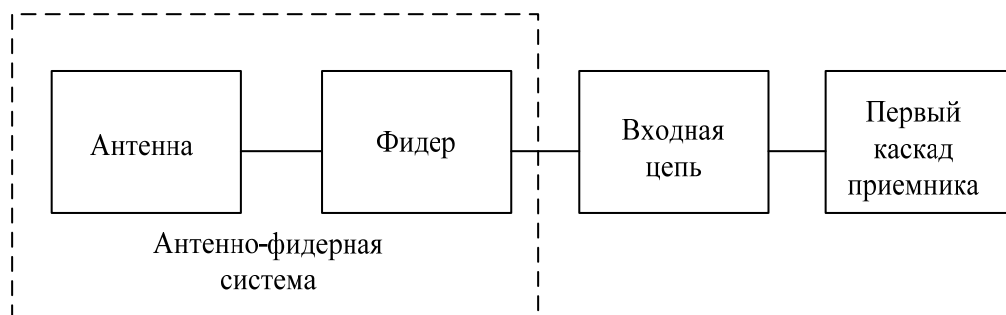 Антенна
Фидер
Входная
цепь
Первый
каскад
приемника
Антенно-фидерная
система